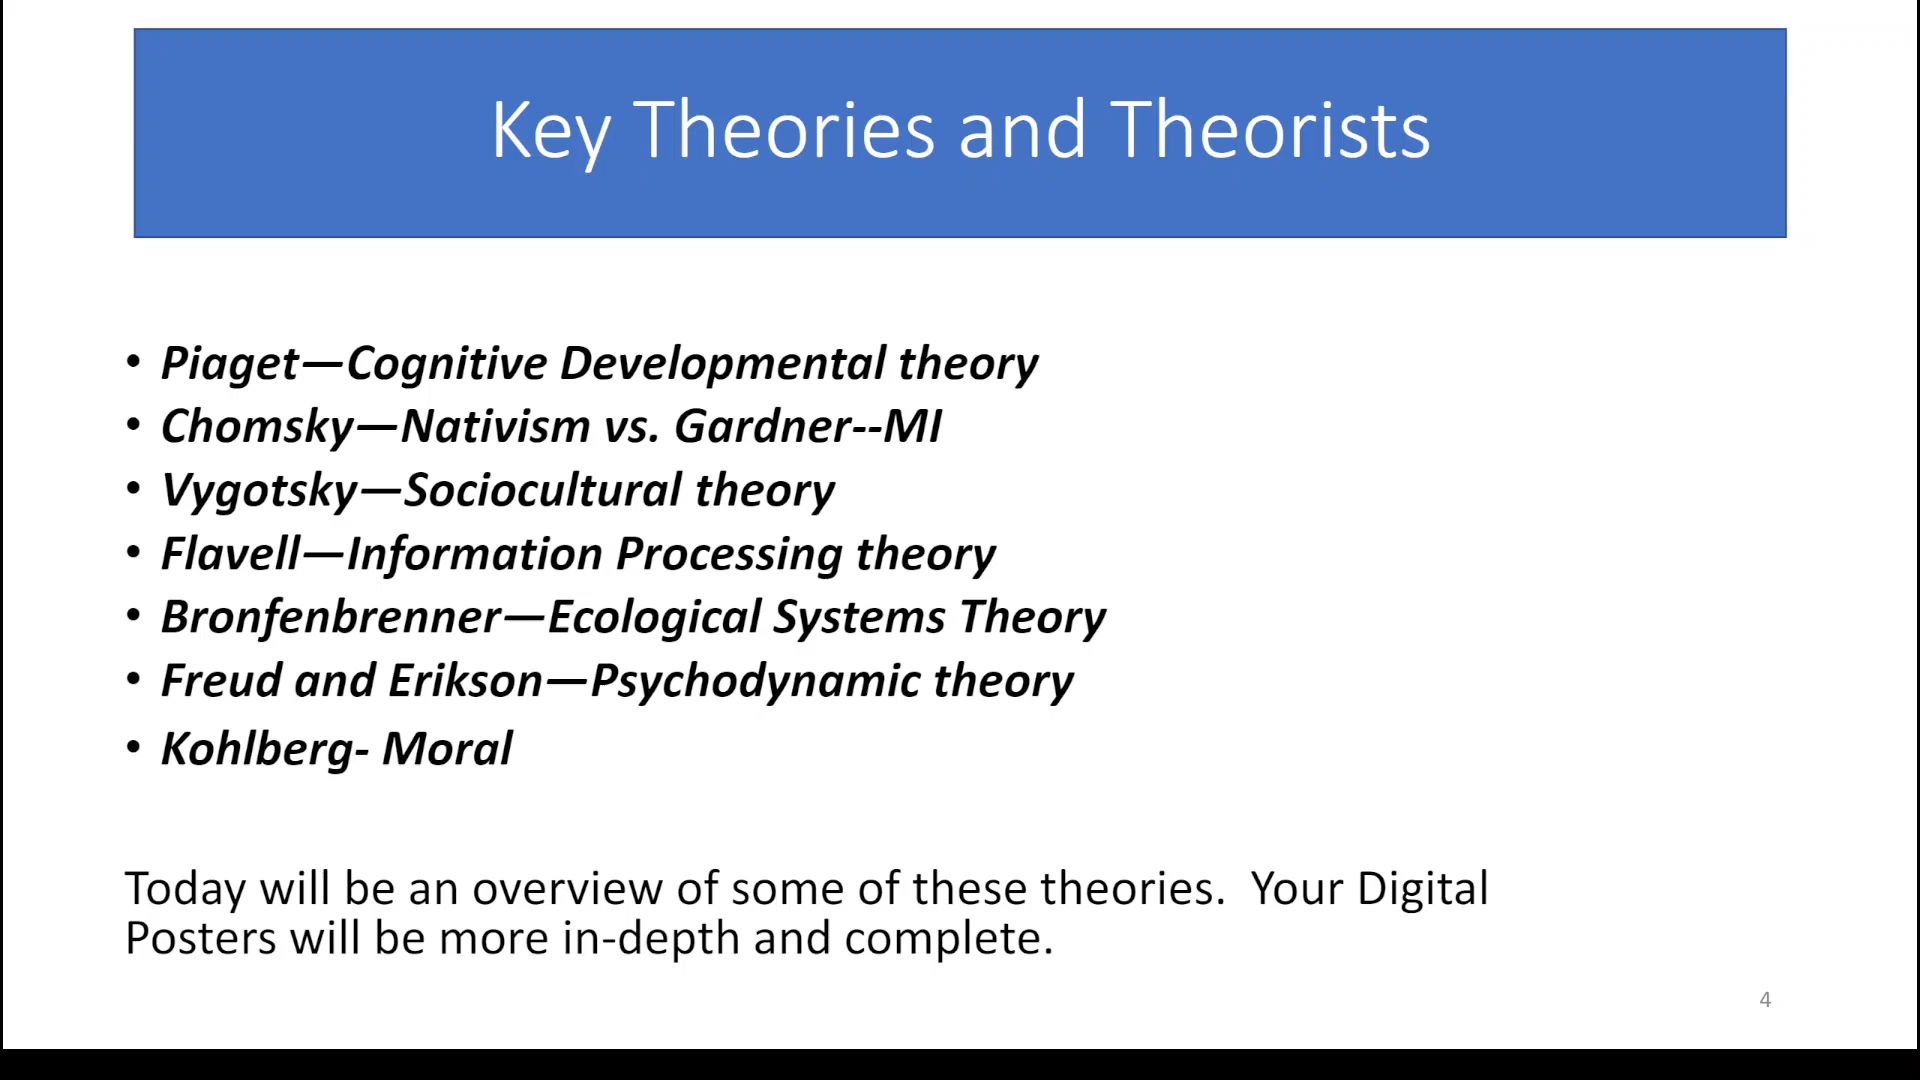 Key Theories and Theorists
• Piaget—Cognitive Developmental theory
• Chomsky—Nativism vs. Gardner--MI
• Vygotsky—Sociocultural theory
• Flavell—Information Processing theory
• Bronfenbrenner—Ecological Systems Theory
• Freud and Erikson—Psychodynamic theory
• Kohlberg- Moral
Today will be an overview of some of these theories.  Your Digital
Posters will be more in-depth and complete.
4